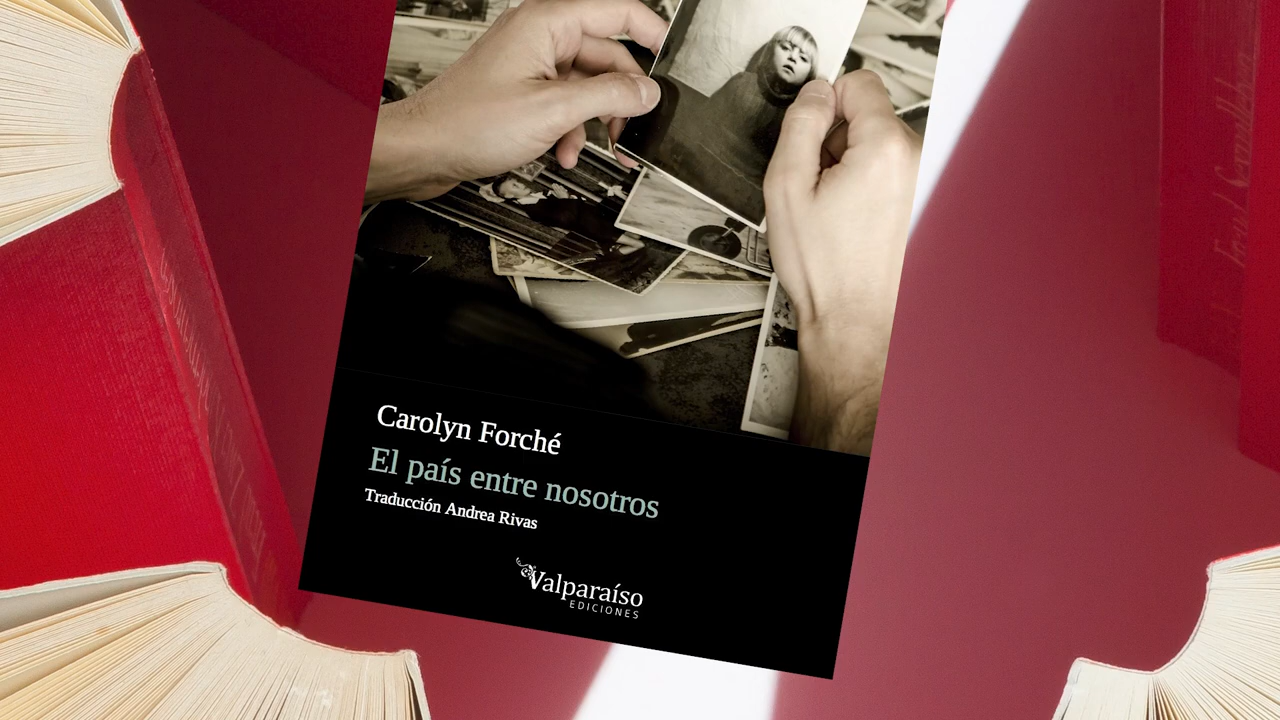 Carolyn Forché
El país entre nosotros
Traducción Andrea Rivas
Valparaíso
EDICIONES